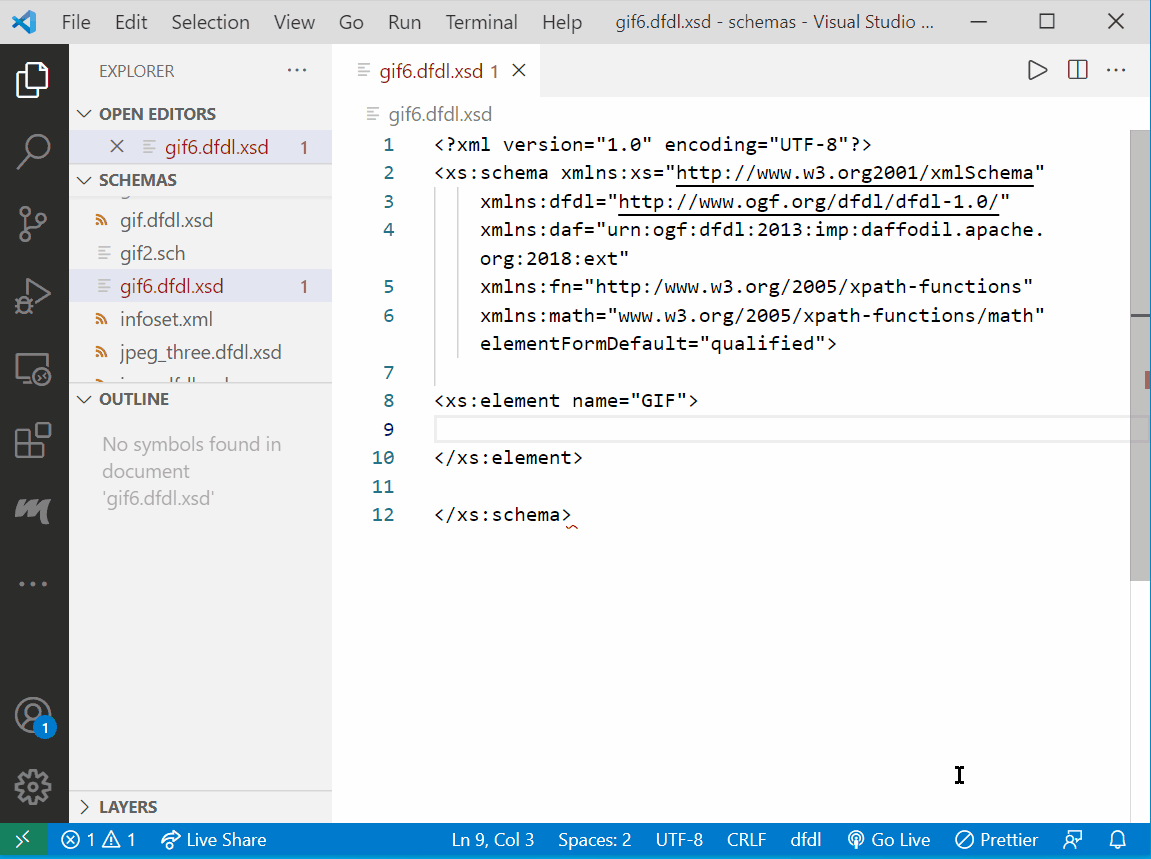 File Edit Selection View Go Run Terminal Help gif6.dfdl.xsd - schemas - Visual Studio ...
EXPLORER
OPEN EDITORS
gif6.dfdl.xsd 1
SCHEMAS
gif.dfdl.xsd
gif2.sch
gif6.dfdl.xsd 1
infoset.xml
jpeg_three.dfdl.xsd
OUTLINE
No symbols found in
document
'gif6.dfdl.xsd'
LAYERS
gif6.dfdl.xsd 1
gif6.dfdl.xsd
1 <?xml version="1.0" encoding="UTF-8"?>
2 <xs:schema xmlns:xs="http://www.w3.org2001/xmlSchema"
3 xmlns:dfdl="http://www.ogf.org/dfdl/dfdl-1.0/"
4 xmlns:daf="urn:ogf:dfdl:2013:imp:daffodil.apache.
org:2018:ext"
5 xmlns:fn="http:/www.w3.org/2005/xpath-functions"
6 xmlns:math="www.w3.org/2005/xpath-functions/math"
elementFormDefault="qualified">
7
8 <xs:element name="GIF">
9
10 </xs:element>
11
12 </xs:schema>
1
1 1 Live Share Ln 9, Col 3 Spaces: 2 UTF-8 CRLF dfdl Go Live Prettier